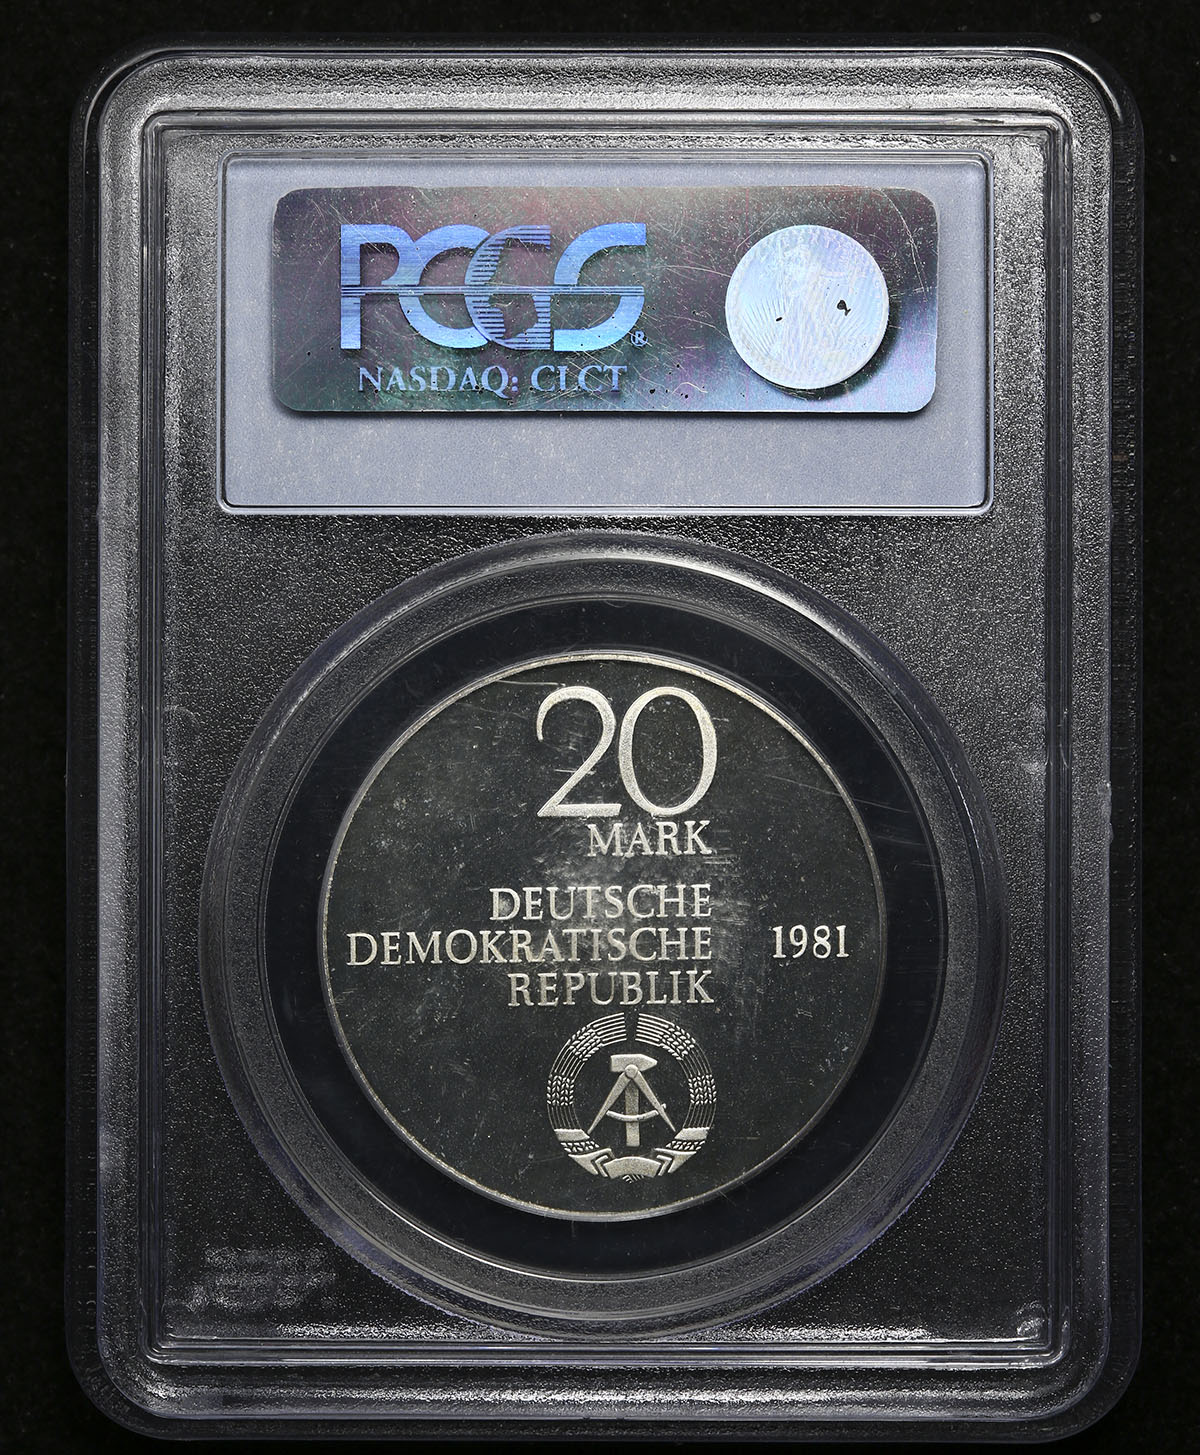 PCGS®
NASDAQ: CLCT
20
MARK
DEUTSCHE
DEMOKRATISCHE
REPUBLIK
1981